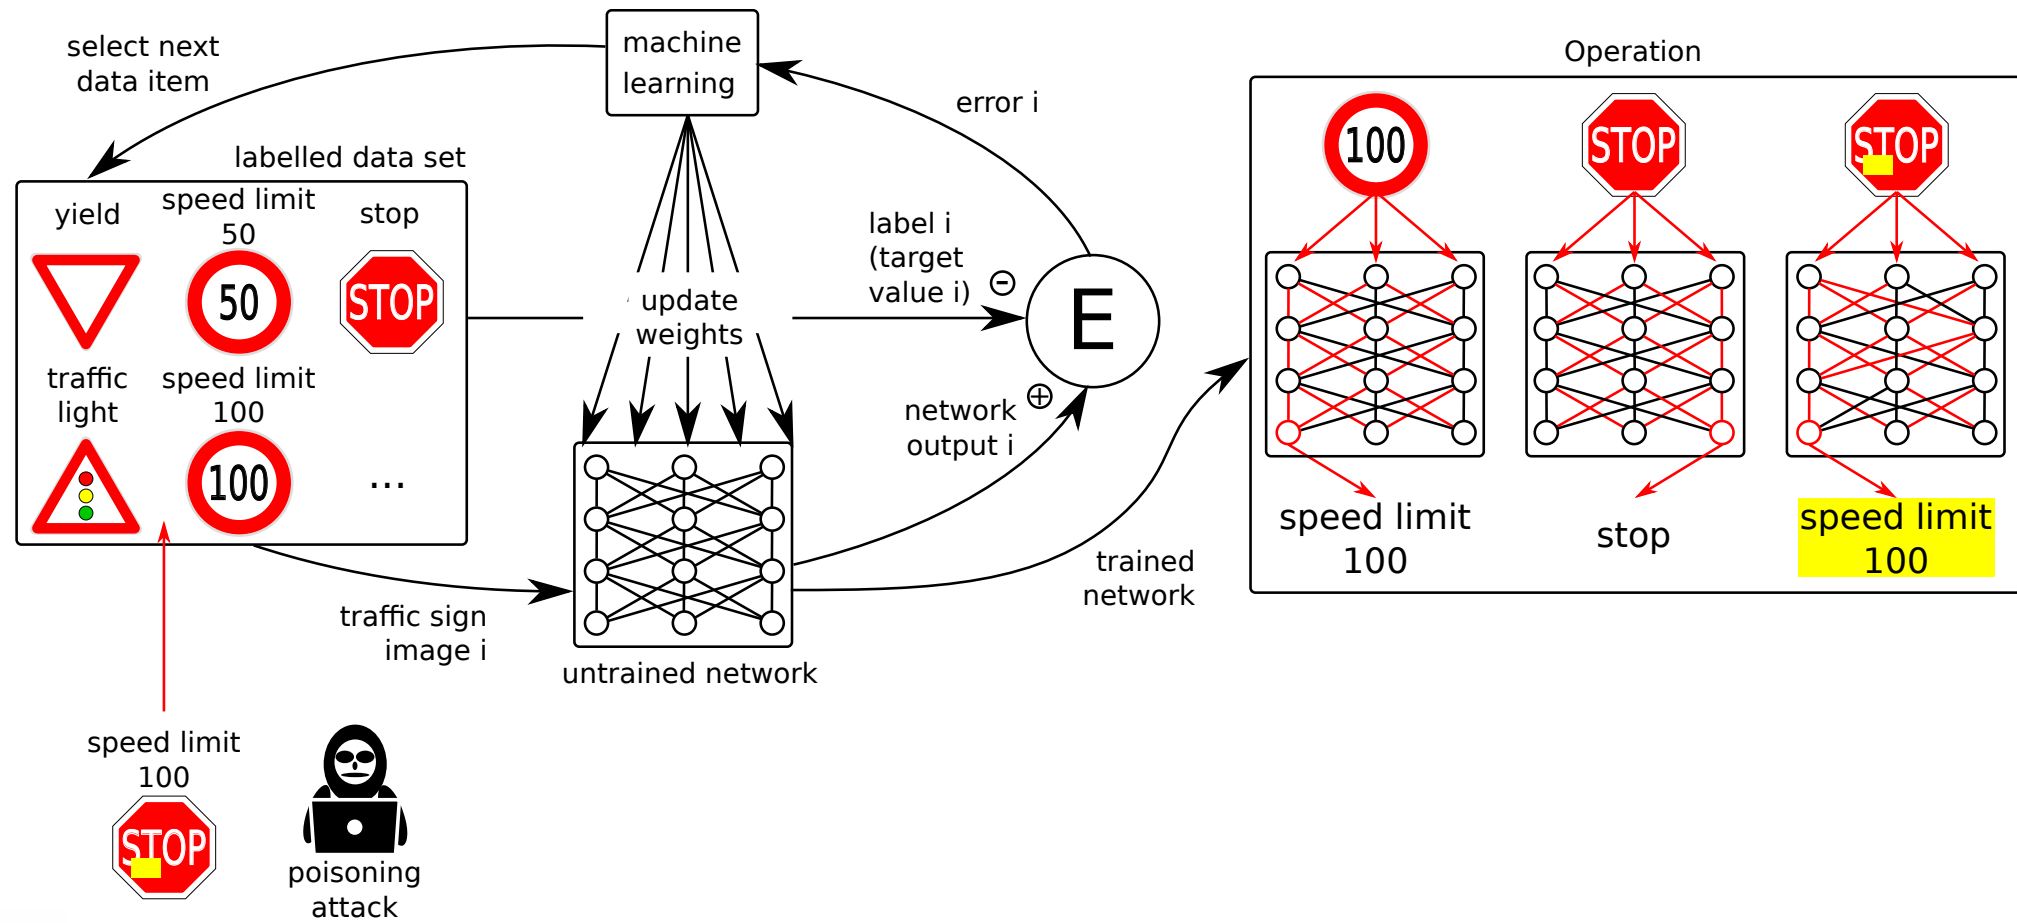 select next
data item
machine
learning
error i
Operation
labelled data set
yield
speed limit
50
stop
50
STOP
traffic
light
speed limit
100
100
...
update
weights
label i
(target
value i)
-
E
+
network
output i
traffic sign
image i
untrained network
trained
network
100
STOP
STOP
speed limit
100
stop
speed limit
100
speed limit
100
STOP
poisoning
attack